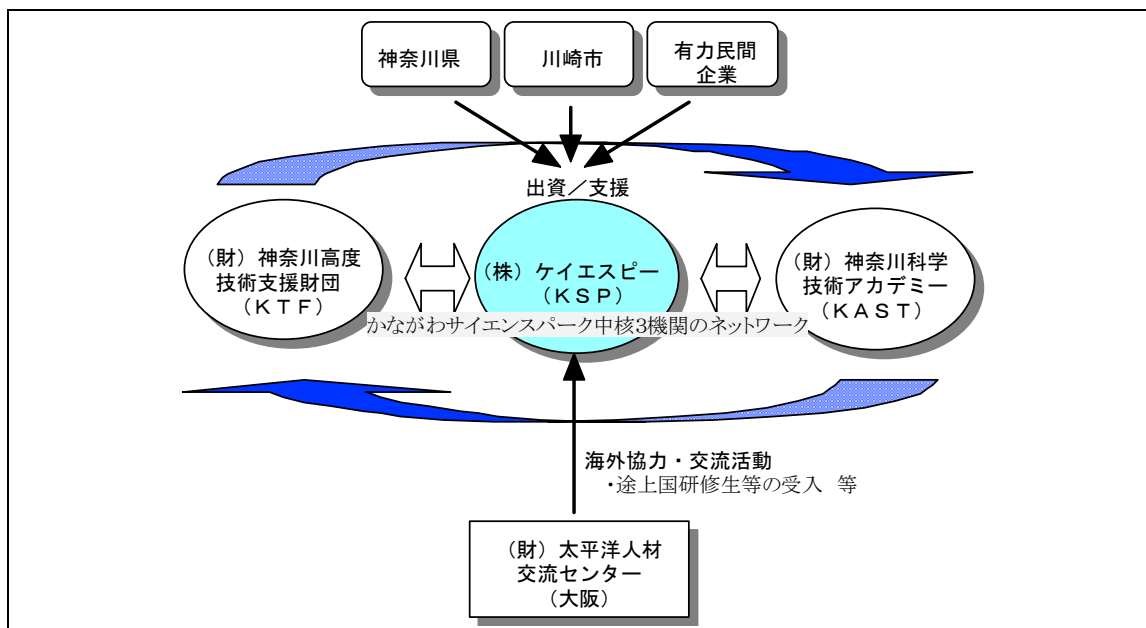 神奈川県
川崎市
有力民間
企業
出資／支援
（財）神奈川高度
技術支援財団
（ＫＴＦ）
（株）ケイエスピー
（ＫＳＰ）
（財）神奈川科学
技術アカデミー
（ＫＡＳＴ）
かながわサイエンスパーク中核3機関のネットワーク
海外協力・交流活動
・途上国研修生等の受入　等
（財）太平洋人材
交流センター
（大阪）